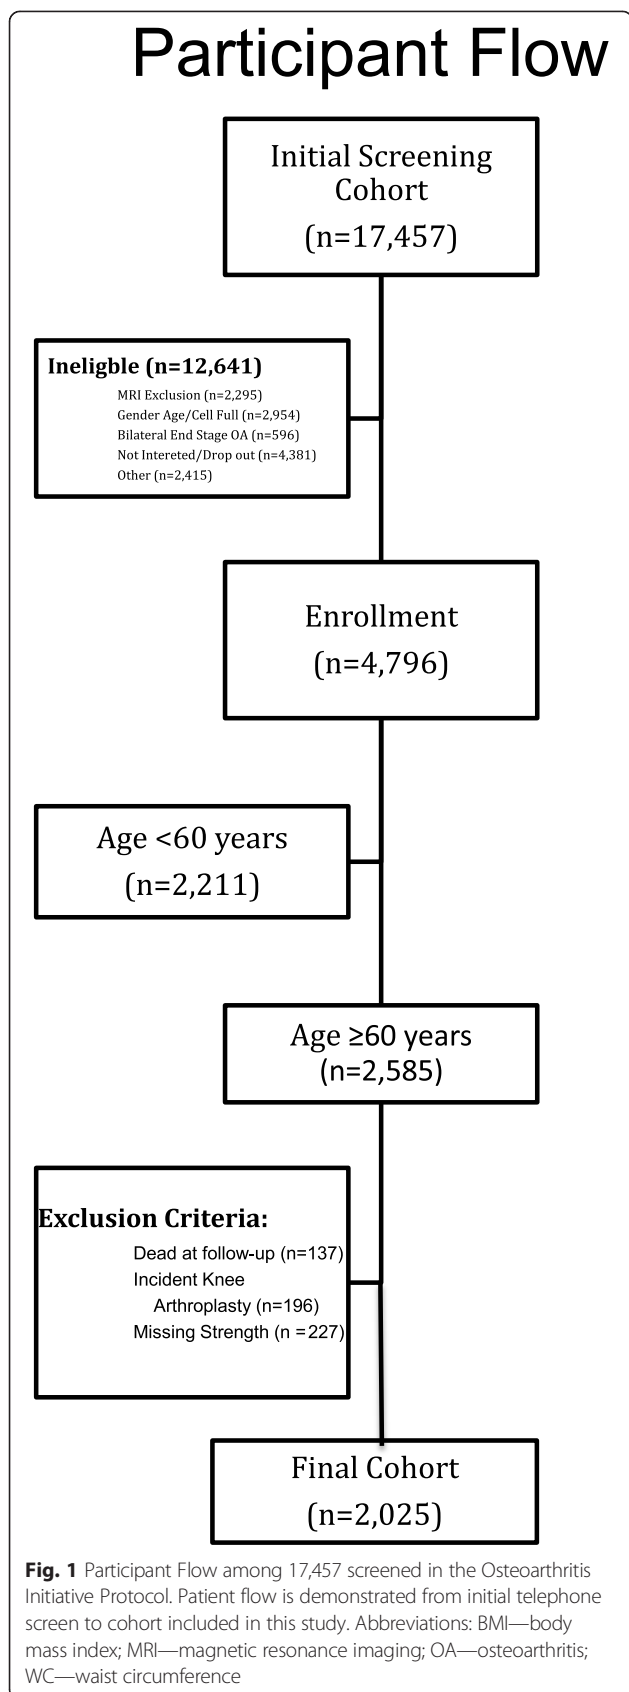 Participant Flow
Initial Screening
Cohort
(n=17,457)
Ineligble (n=12,641)
MRI Exclusion (n=2,295)
Gender Age/Cell Full (n=2,954)
Bilateral End Stage OA (n=596)
Not Intereted/Drop out (n=4,381)
Other (n=2,415)
Enrollment
(n=4,796)
Age <60 years
(n=2,211)
Age ≥60 years
(n=2,585)
Exclusion Criteria:
Dead at follow-up (n=137)
Incident Knee
Arthroplasty (n=196)
Missing Strength (n =227)
Final Cohort
(n=2,025)
Fig. 1 Participant Flow among 17,457 screened in the Osteoarthritis
Initiative Protocol. Patient flow is demonstrated from initial telephone
screen to cohort included in this study. Abbreviations: BMI—body
mass index; MRI—magnetic resonance imaging; OA—osteoarthritis;
WC—waist circumference